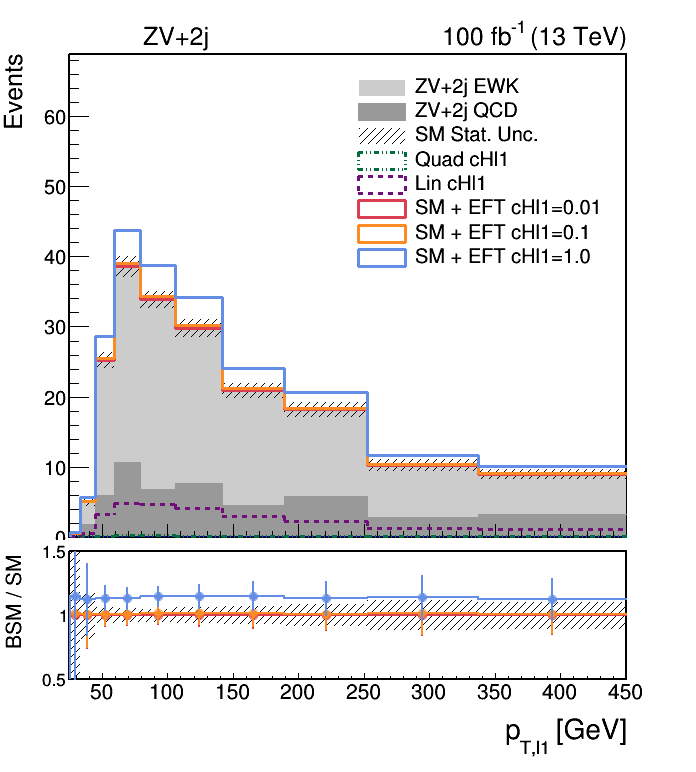 ZV+2j 100 fb-1 (13 TeV)
Events
60
50
40
30
20
10
0
ZV+2j EWK
ZV+2j QCD
SM Stat. Unc.
Quad cHl1
Lin cHl1
SM + EFT cHl1=0.01
SM + EFT cHl1=0.1
SM + EFT cHl1=1.0
BSM / SM
1.5
1
0.5
50 100 150 200 250 300 350 400 450
pT,l1 [GeV]